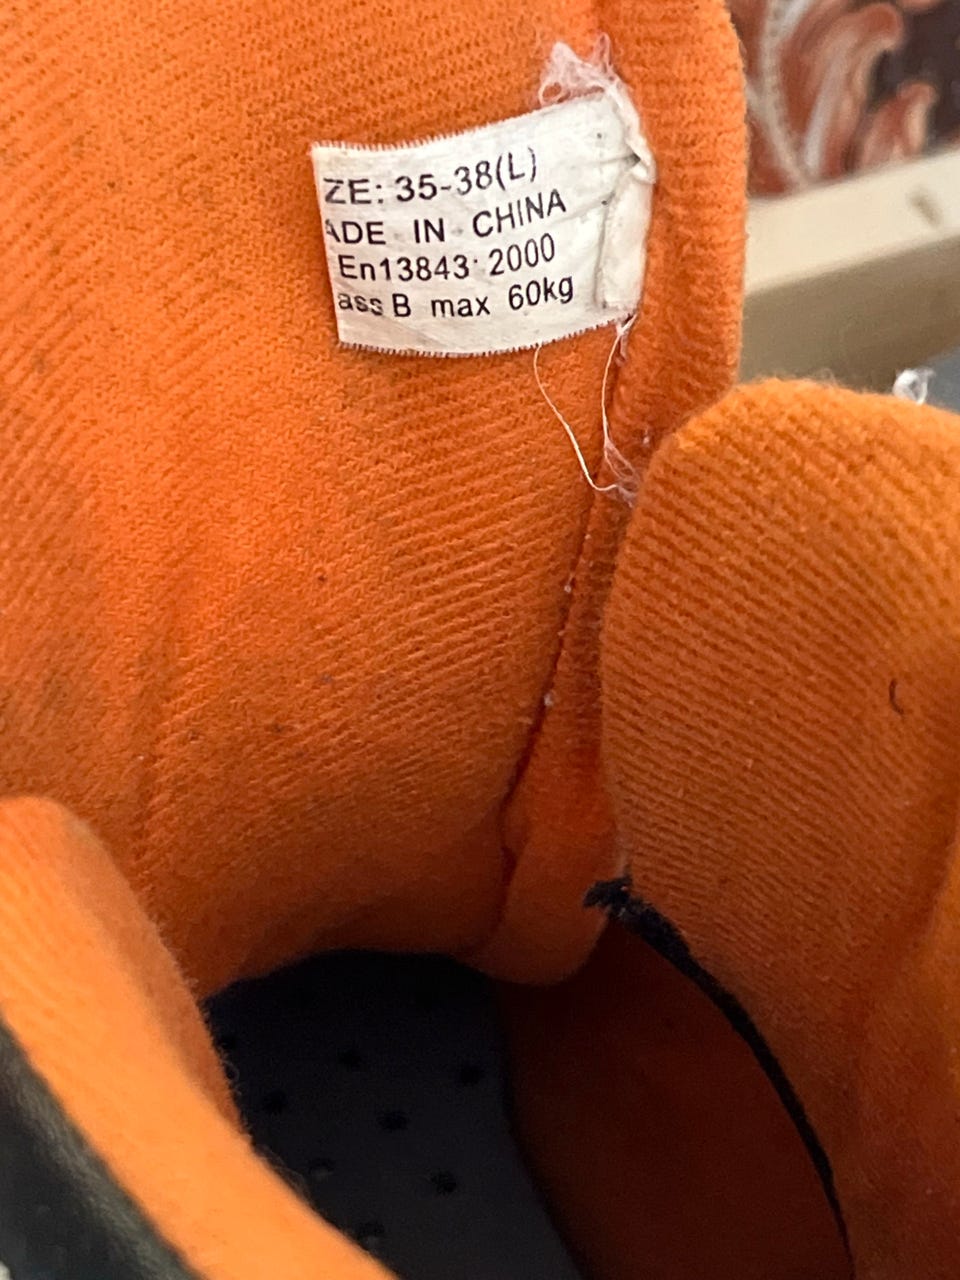 ZE: 35-38(L)
ADE IN CHINA
En13843: 2000
ass B max 60kg